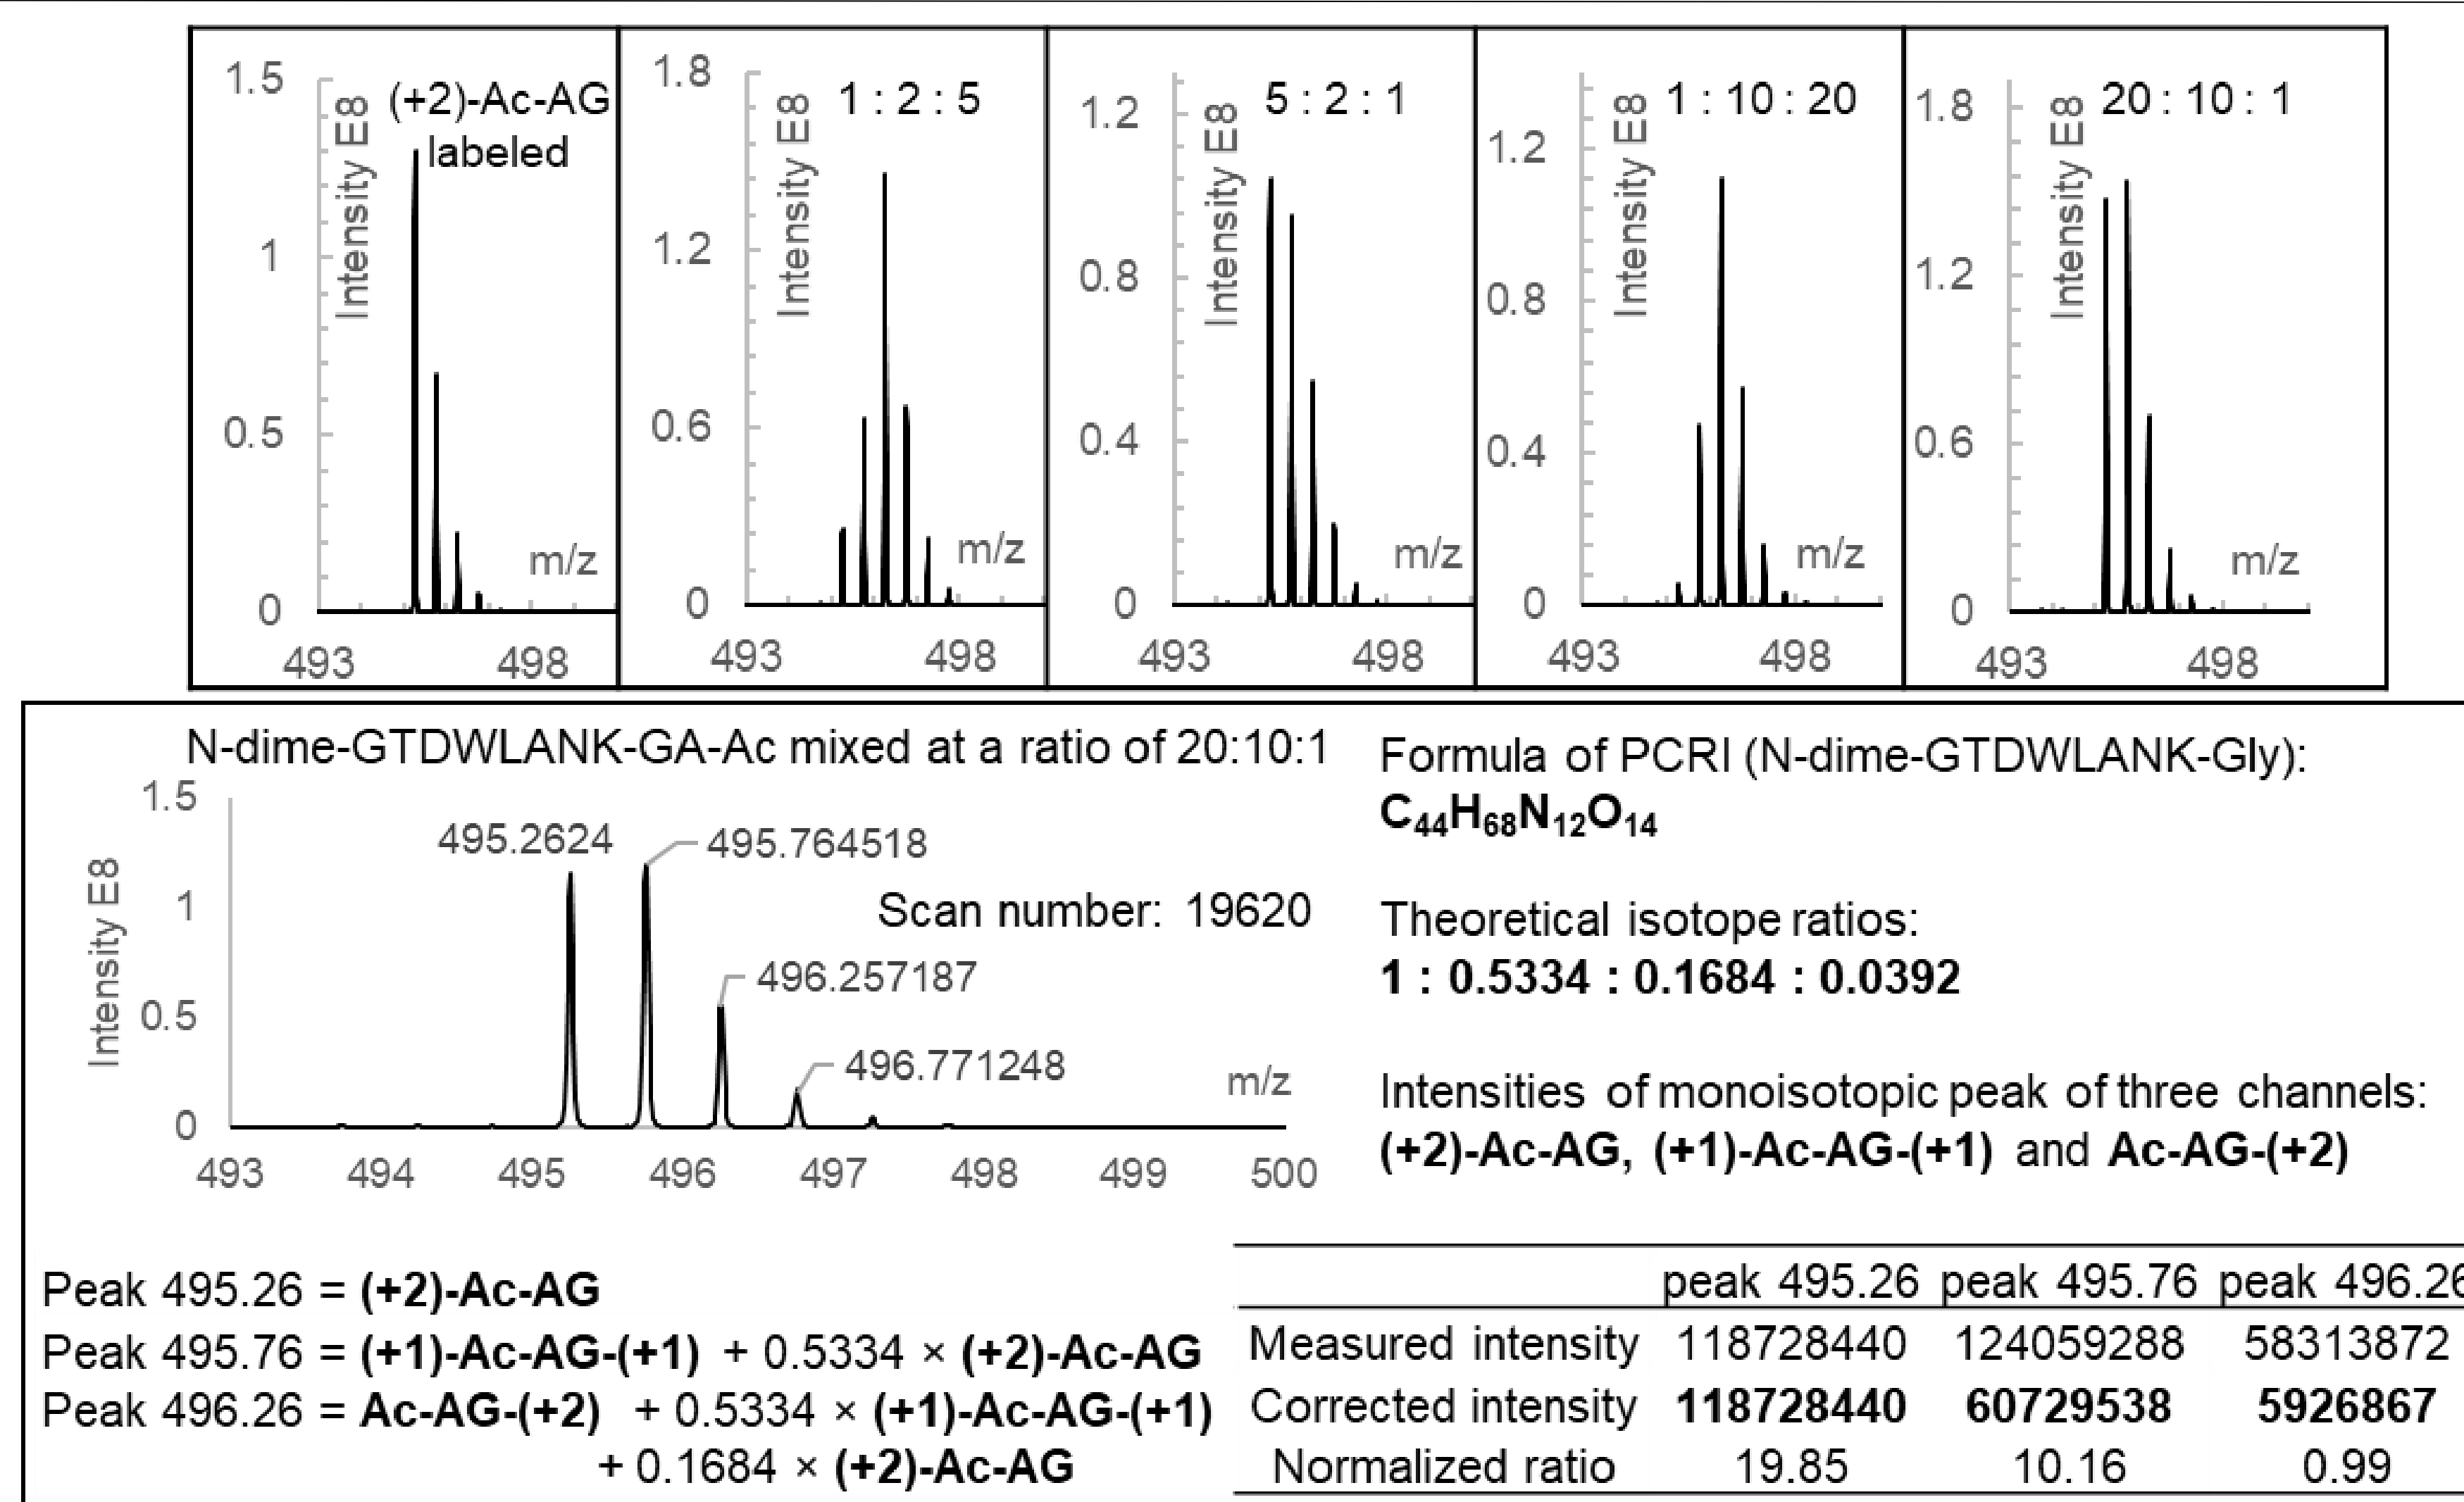 1.5
1
0.5
0
Intensity E8
(+2)-Ac-AG
labeled
m/z
493 498
1.8
1.2
0.6
0
Intensity E8
1 : 2 : 5
m/z
493 498
1.2
0.8
0.4
0
Intensity E8
5 : 2 : 1
m/z
493 498
1.2
0.8
0.4
0
Intensity E8
1 : 10 : 20
m/z
493 498
1.8
1.2
0.6
0
Intensity E8
20 : 10 : 1
m/z
493 498
N-dime-GTDWLANK-GA-Ac mixed at a ratio of 20:10:1
1.5
1
0.5
0
Intensity E8
495.2624
495.764518
Scan number: 19620
496.257187
496.771248
m/z
493 494 495 496 497 498 499 500
Formula of PCRI (N-dime-GTDWLANK-Gly):
C₄₄H₆₈N₁₂O₁₄
Theoretical isotope ratios:
1 : 0.5334 : 0.1684 : 0.0392
Intensities of monoisotopic peak of three channels:
(+2)-Ac-AG, (+1)-Ac-AG-(+1) and Ac-AG-(+2)
Peak 495.26 = (+2)-Ac-AG
Peak 495.76 = (+1)-Ac-AG-(+1) + 0.5334 × (+2)-Ac-AG
Peak 496.26 = Ac-AG-(+2) + 0.5334 × (+1)-Ac-AG-(+1)
+ 0.1684 × (+2)-Ac-AG
peak 495.26 peak 495.76 peak 496.26
Measured intensity 118728440 124059288 58313872
Corrected intensity 118728440 60729538 5926867
Normalized ratio 19.85 10.16 0.99